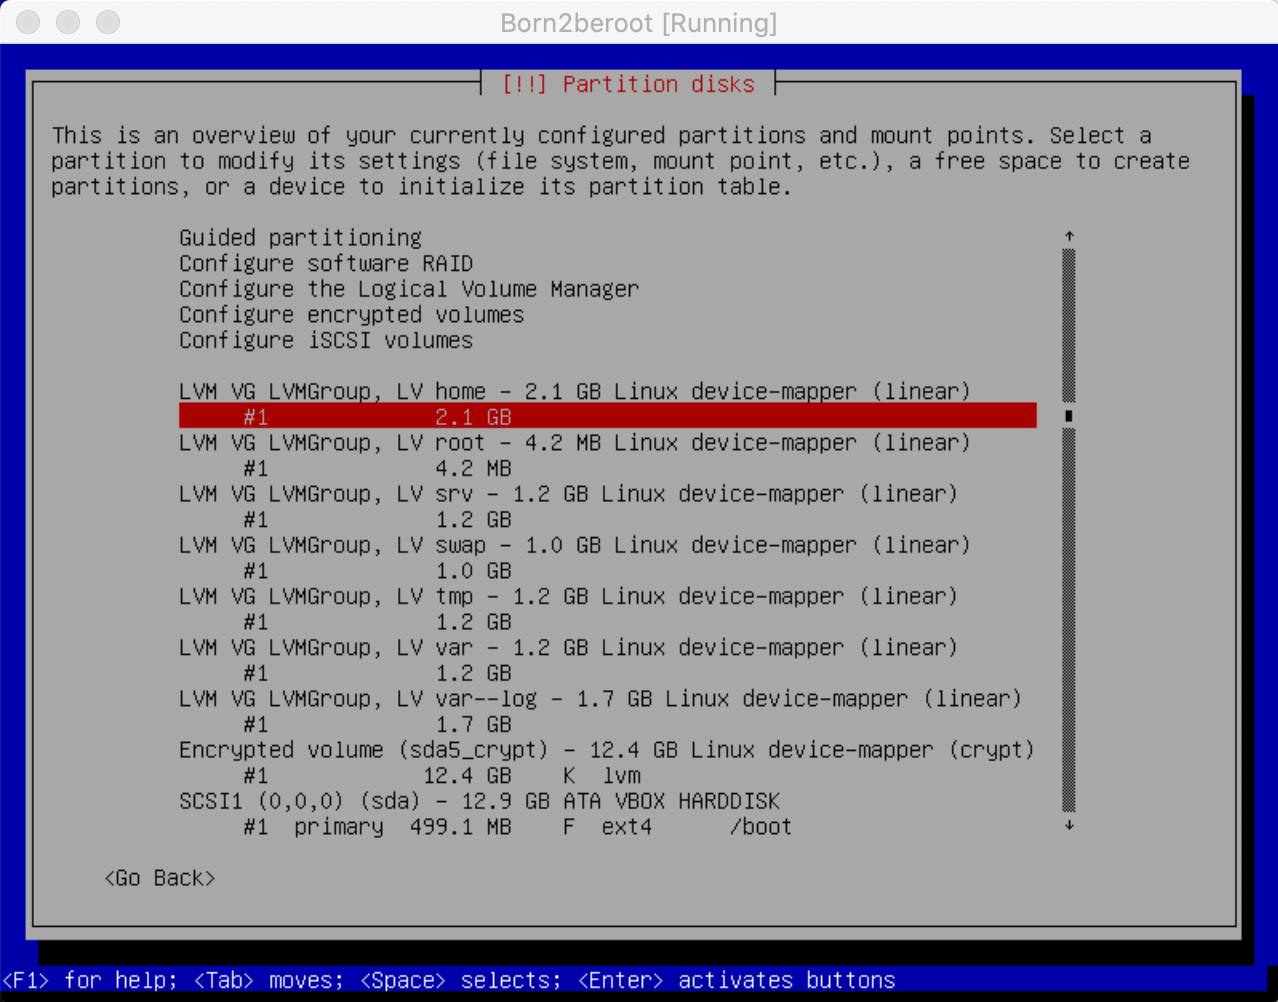 Born2beroot [Running]
[!!] Partition disks
This is an overview of your currently configured partitions and mount points. Select a
partition to modify its settings (file system, mount point, etc.), a free space to create
partitions, or a device to initialize its partition table.
Guided partitioning
Configure software RAID
Configure the Logical Volume Manager
Configure encrypted volumes
Configure iSCSI volumes
LVM VG LVMGroup, LV home - 2.1 GB Linux device-mapper (linear)
#1 2.1 GB
LVM VG LVMGroup, LV root - 4.2 MB Linux device-mapper (linear)
#1 4.2 MB
LVM VG LVMGroup, LV srv - 1.2 GB Linux device-mapper (linear)
#1 1.2 GB
LVM VG LVMGroup, LV swap - 1.0 GB Linux device-mapper (linear)
#1 1.0 GB
LVM VG LVMGroup, LV tmp - 1.2 GB Linux device-mapper (linear)
#1 1.2 GB
LVM VG LVMGroup, LV var - 1.2 GB Linux device-mapper (linear)
#1 1.2 GB
LVM VG LVMGroup, LV var--log - 1.7 GB Linux device-mapper (linear)
#1 1.7 GB
Encrypted volume (sda5_crypt) - 12.4 GB Linux device-mapper (crypt)
#1 12.4 GB K lvm
SCSI1 (0,0,0) (sda) - 12.9 GB ATA VBOX HARDDISK
#1 primary 499.1 MB F ext4 /boot
<Go Back>
<F1> for help; <Tab> moves; <Space> selects; <Enter> activates buttons